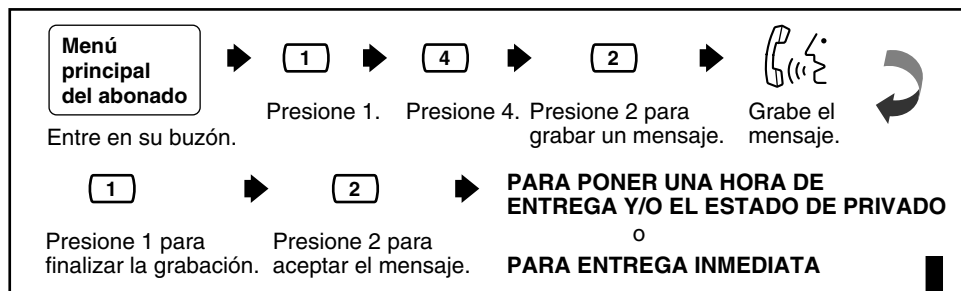 Menú
principal
del abonado
1
4
2
Entre en su buzón.
Presione 1.
Presione 4.
Presione 2 para
grabar un mensaje.
Grabe el
mensaje.
1
2
Presione 1 para
finalizar la grabación.
Presione 2 para
aceptar el mensaje.
PARA PONER UNA HORA DE
ENTREGA Y/O EL ESTADO DE PRIVADO
o
PARA ENTREGA INMEDIATA